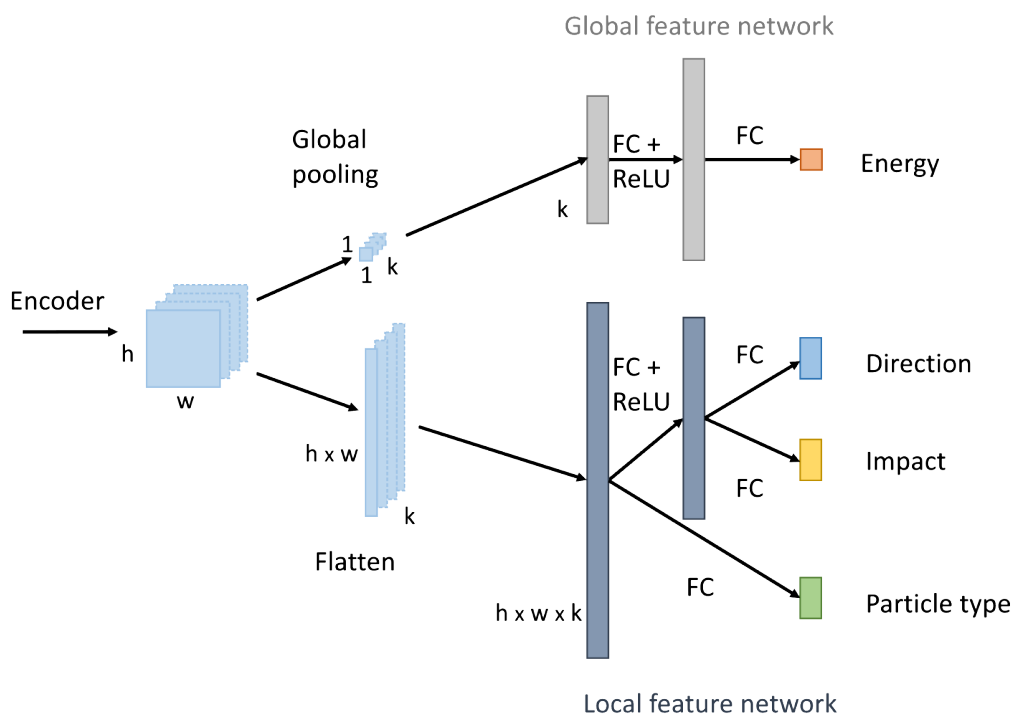 Global feature network
Global
pooling
FC +
ReLU
FC
Energy
k
1
1
k
Encoder
h
w
h x w
k
Flatten
FC +
ReLU
FC
Direction
Impact
FC
FC
Particle type
h x w x k
Local feature network